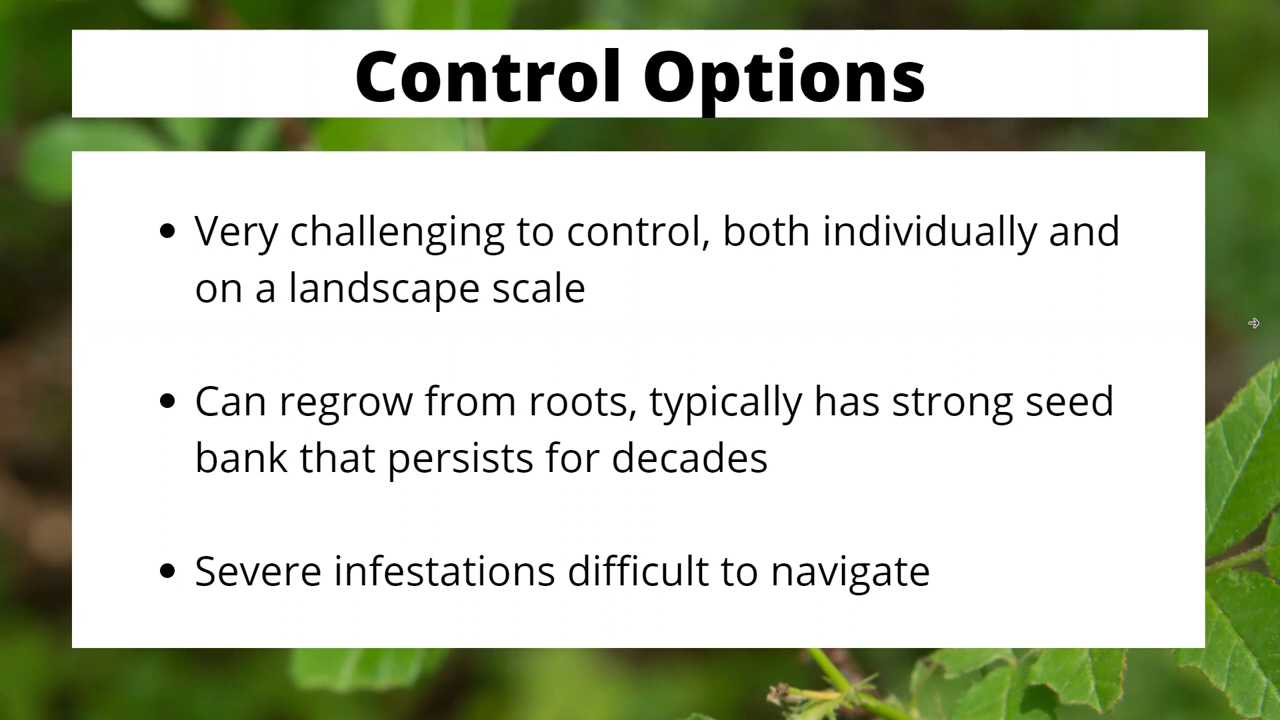 Control Options
• Very challenging to control, both individually and
on a landscape scale
• Can regrow from roots, typically has strong seed
bank that persists for decades
• Severe infestations difficult to navigate